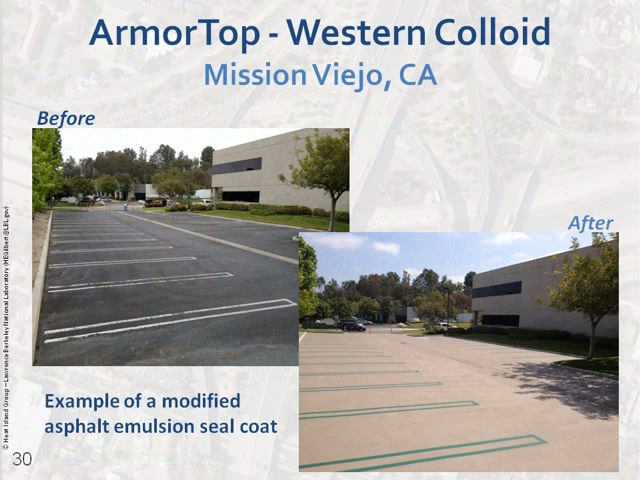 ArmorTop - Western Colloid
Mission Viejo, CA
Before
After
Example of a modified
asphalt emulsion seal coat
© Heat Island Group – Lawrence Berkeley National Laboratory (HEGilbert@LBL.gov)
30